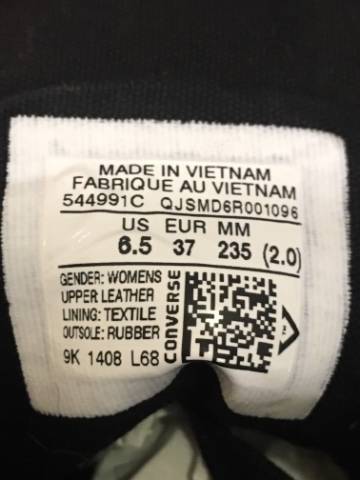 MADE IN VIETNAM
FABRIQUE AU VIETNAM
544991C QJSMD6R001096
US EUR MM
6.5 37 235 (2.0)
GENDER: WOMENS
UPPER: LEATHER
LINING: TEXTILE
OUTSOLE: RUBBER
9K 1408 L68
CONVERSE